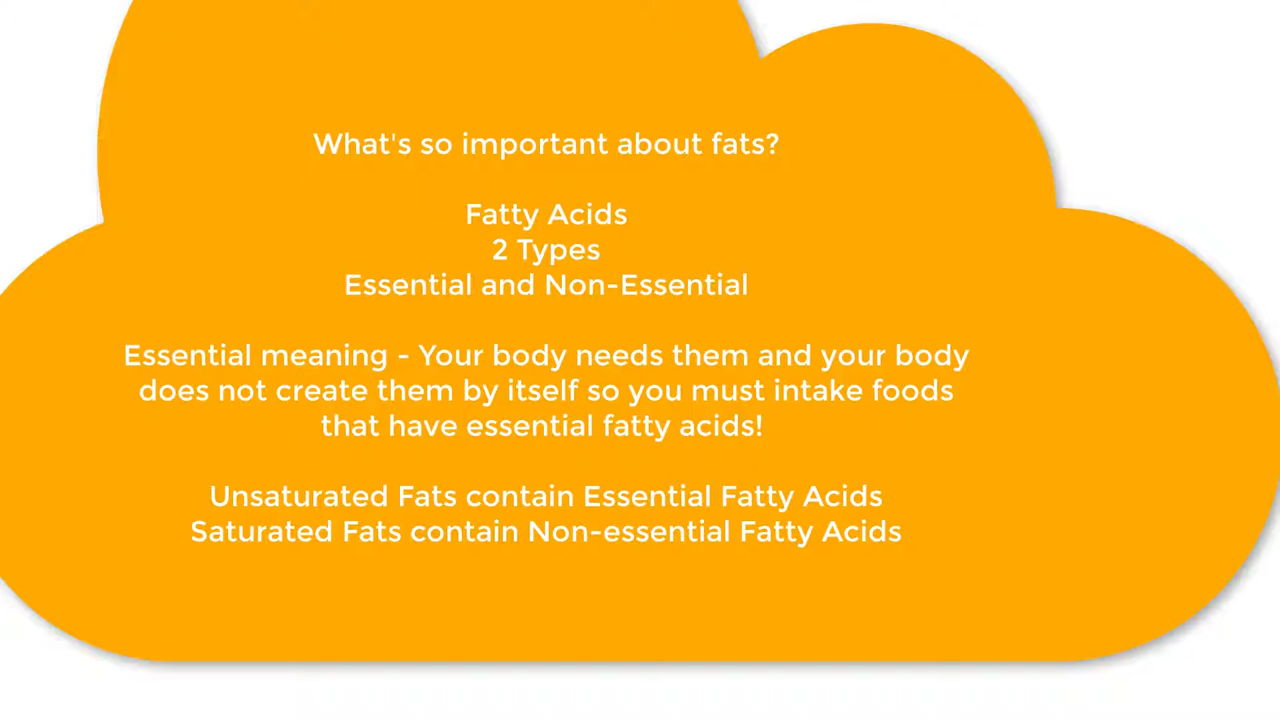 What's so important about fats?
Fatty Acids
2 Types
Essential and Non-Essential
Essential meaning - Your body needs them and your body
does not create them by itself so you must intake foods
that have essential fatty acids!
Unsaturated Fats contain Essential Fatty Acids
Saturated Fats contain Non-essential Fatty Acids